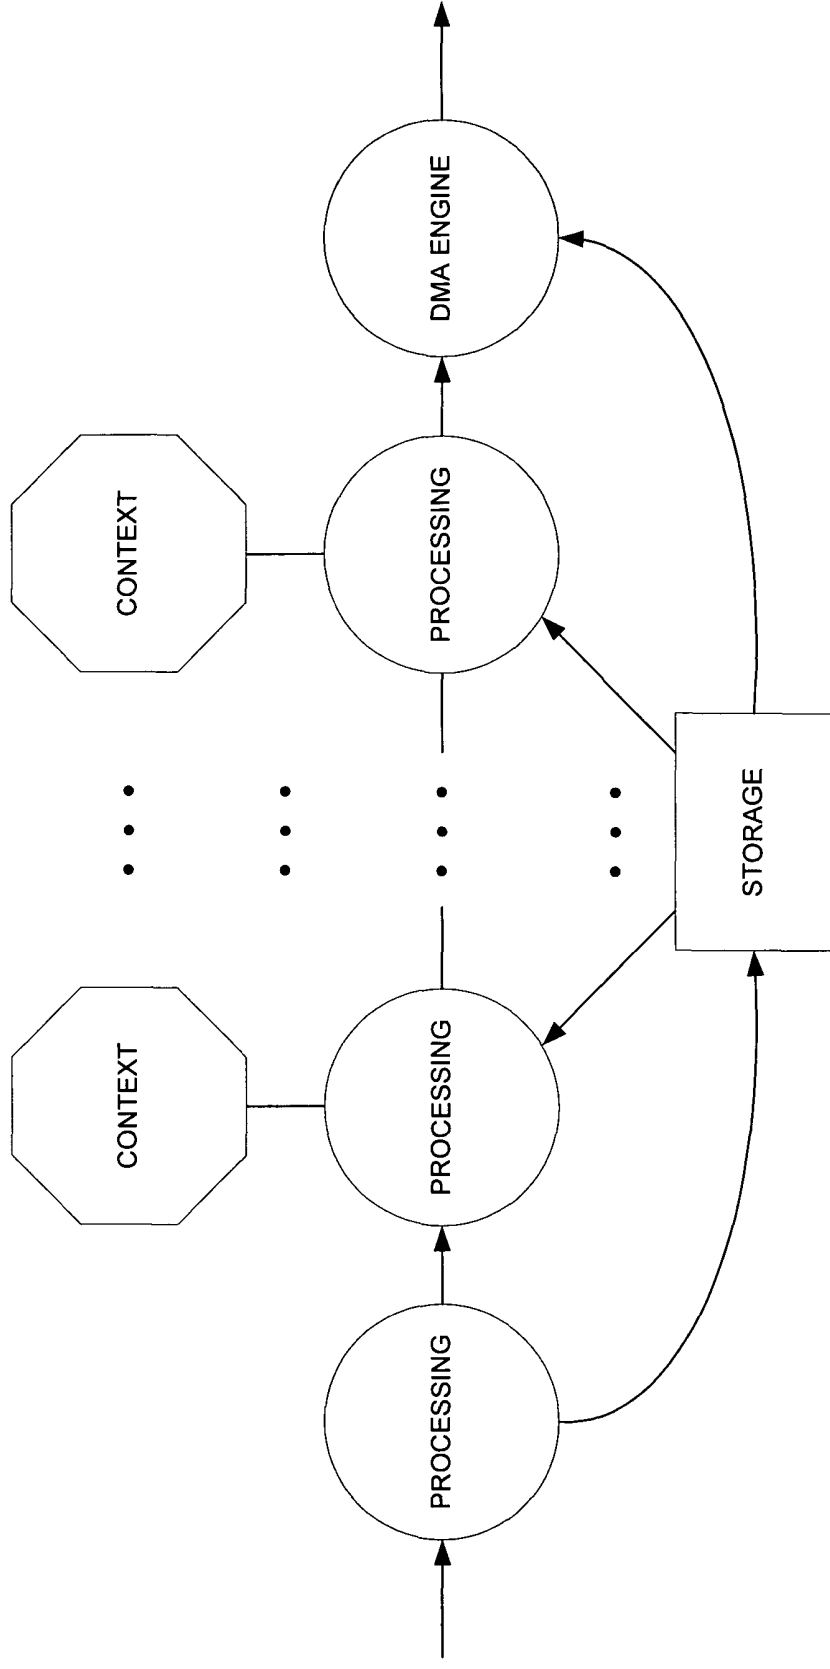 CONTEXT
CONTEXT
PROCESSING
PROCESSING
PROCESSING
DMA ENGINE
STORAGE